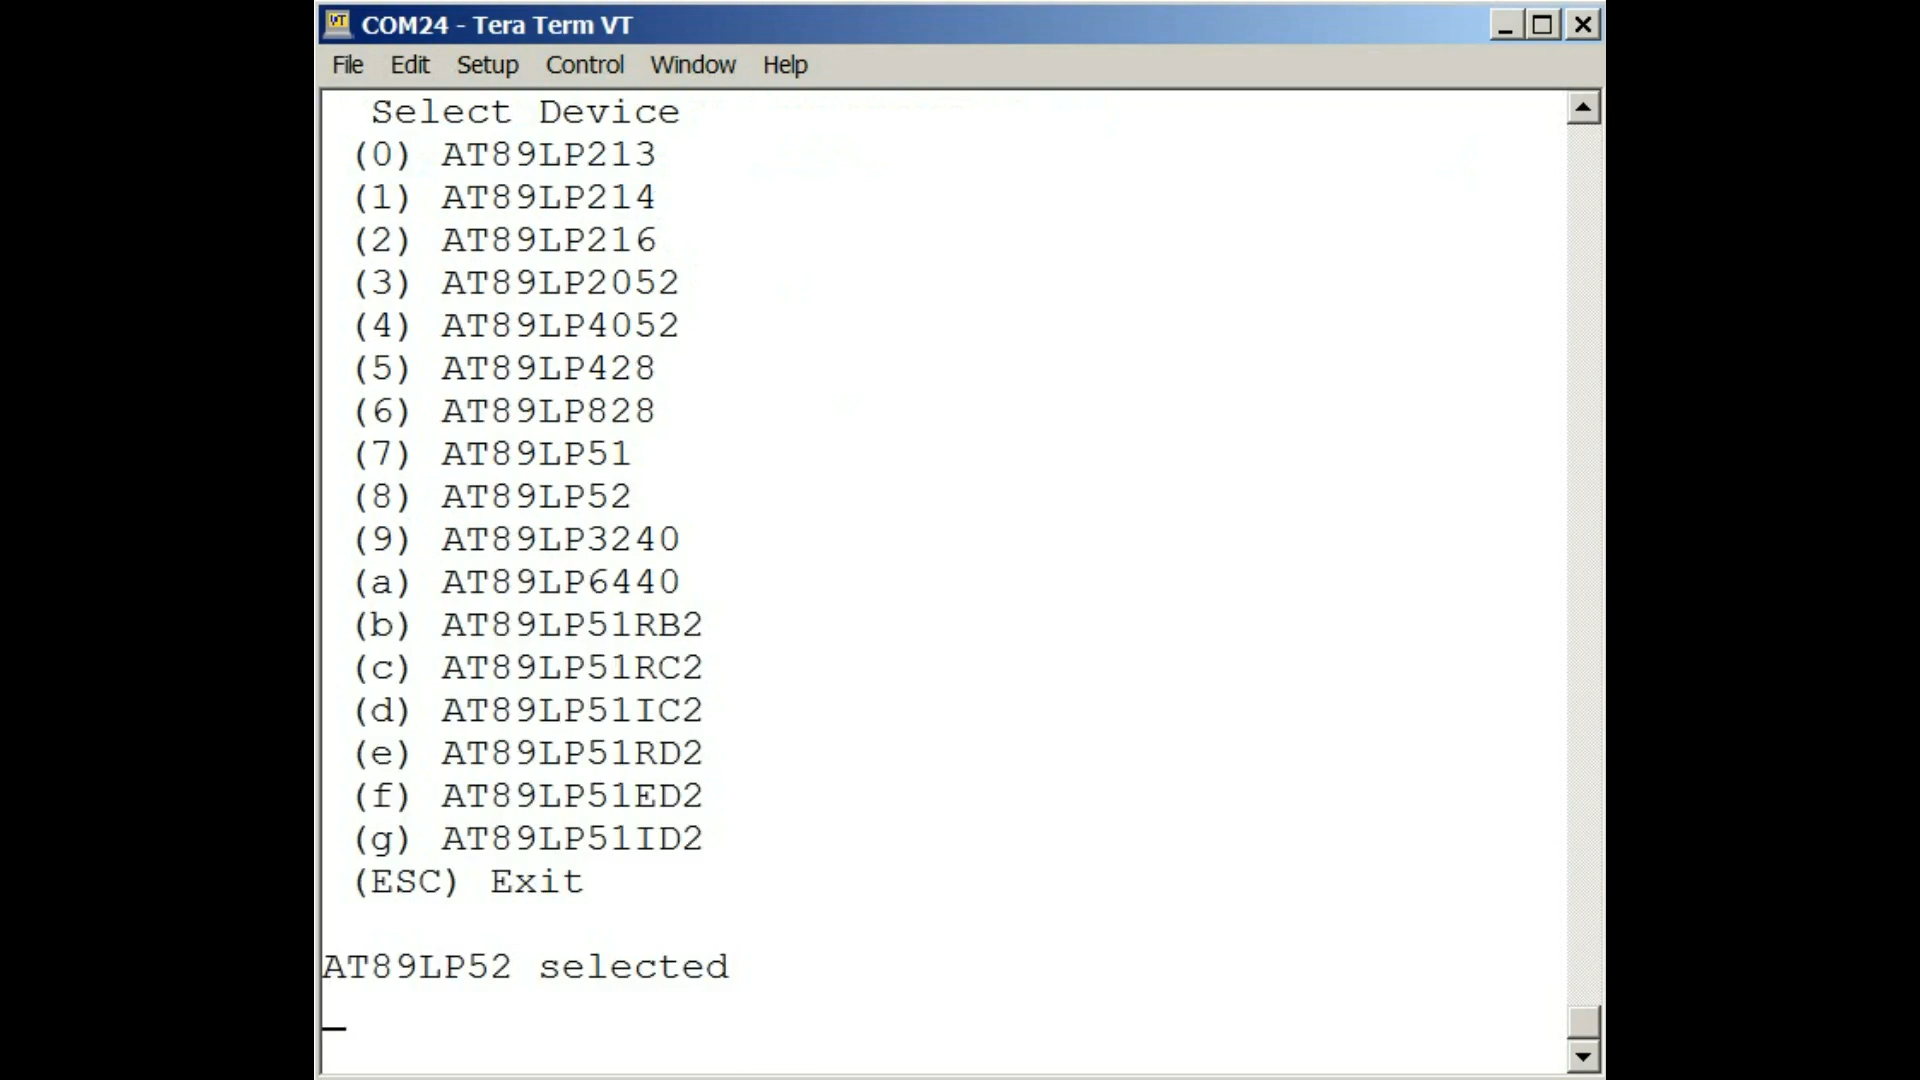 COM24 - Tera Term VT
File Edit Setup Control Window Help
Select Device
(0) AT89LP213
(1) AT89LP214
(2) AT89LP216
(3) AT89LP2052
(4) AT89LP4052
(5) AT89LP428
(6) AT89LP828
(7) AT89LP51
(8) AT89LP52
(9) AT89LP3240
(a) AT89LP6440
(b) AT89LP51RB2
(c) AT89LP51RC2
(d) AT89LP51IC2
(e) AT89LP51RD2
(f) AT89LP51ED2
(g) AT89LP51ID2
(ESC) Exit
AT89LP52 selected